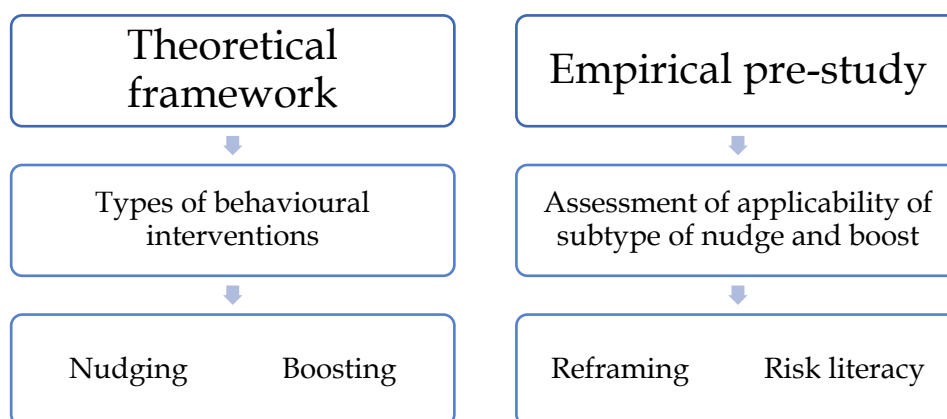 Theoretical
framework
Types of behavioural
interventions
Nudging Boosting
Empirical pre-study
Assessment of applicability of
subtype of nudge and boost
Reframing Risk literacy